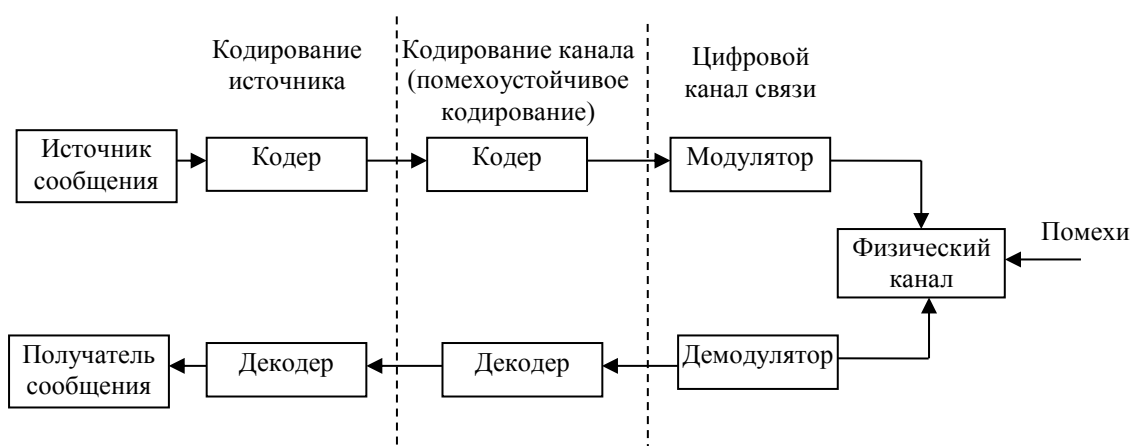 Кодирование
источника
Кодирование канала
(помехоустойчивое
кодирование)
Цифровой
канал связи
Источник
сообщения
Кодер
Кодер
Модулятор
Физический
канал
Помехи
Получатель
сообщения
Декодер
Декодер
Демодулятор